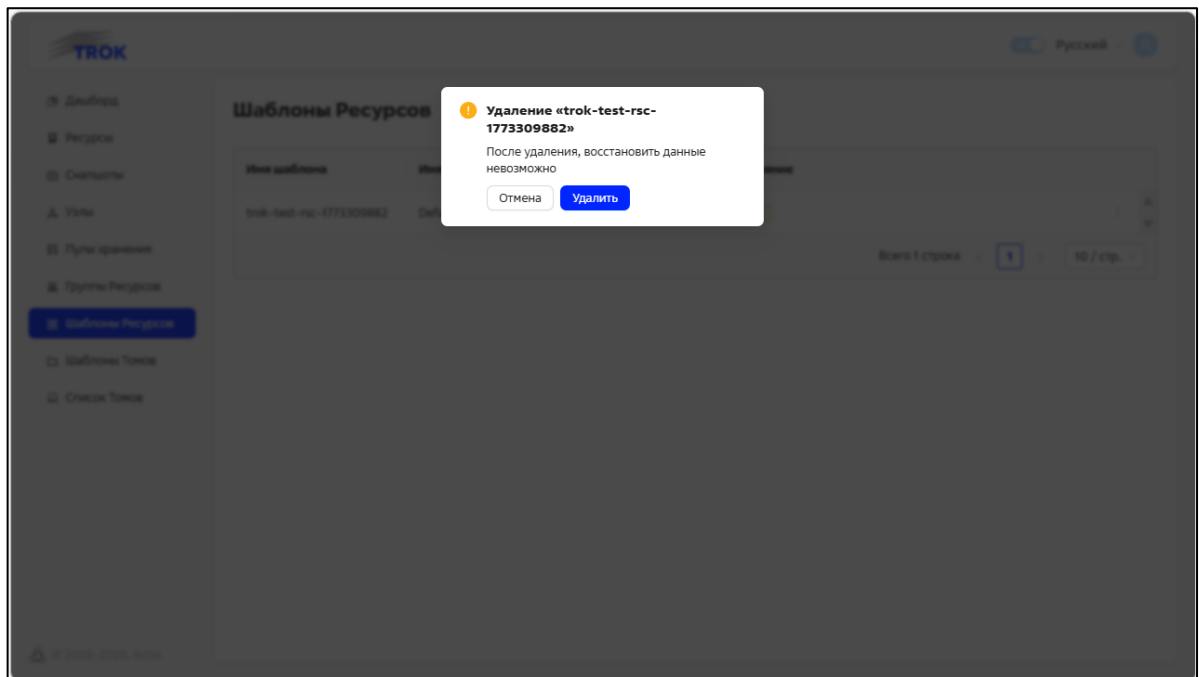 TROK
Русский
Дашборд
Ресурсы
Снапшоты
Узлы
Пулы хранения
Группы Ресурсов
Шаблоны Ресурсов
Шаблоны Томов
Список Томов
Шаблоны Ресурсов
Имя шаблона
trok-test-rsc-1773309882
Всего 1 строка
1
10 / стр.
Удаление «trok-test-rsc-
1773309882»
После удаления, восстановить данные
невозможно
Отмена
Удалить